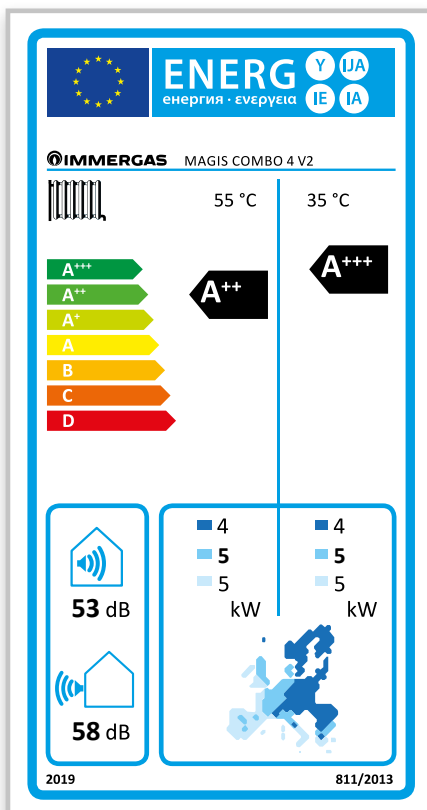 ENERG Y IJA
енергия · ενεργεια IE IA
IMMERGAS MAGIS COMBO 4 V2
55 °C 35 °C
A++ A+++
A+++
A++
A+
A
B
C
D
53 dB
58 dB
4 4
5 5
5 5
kW kW
2019 811/2013